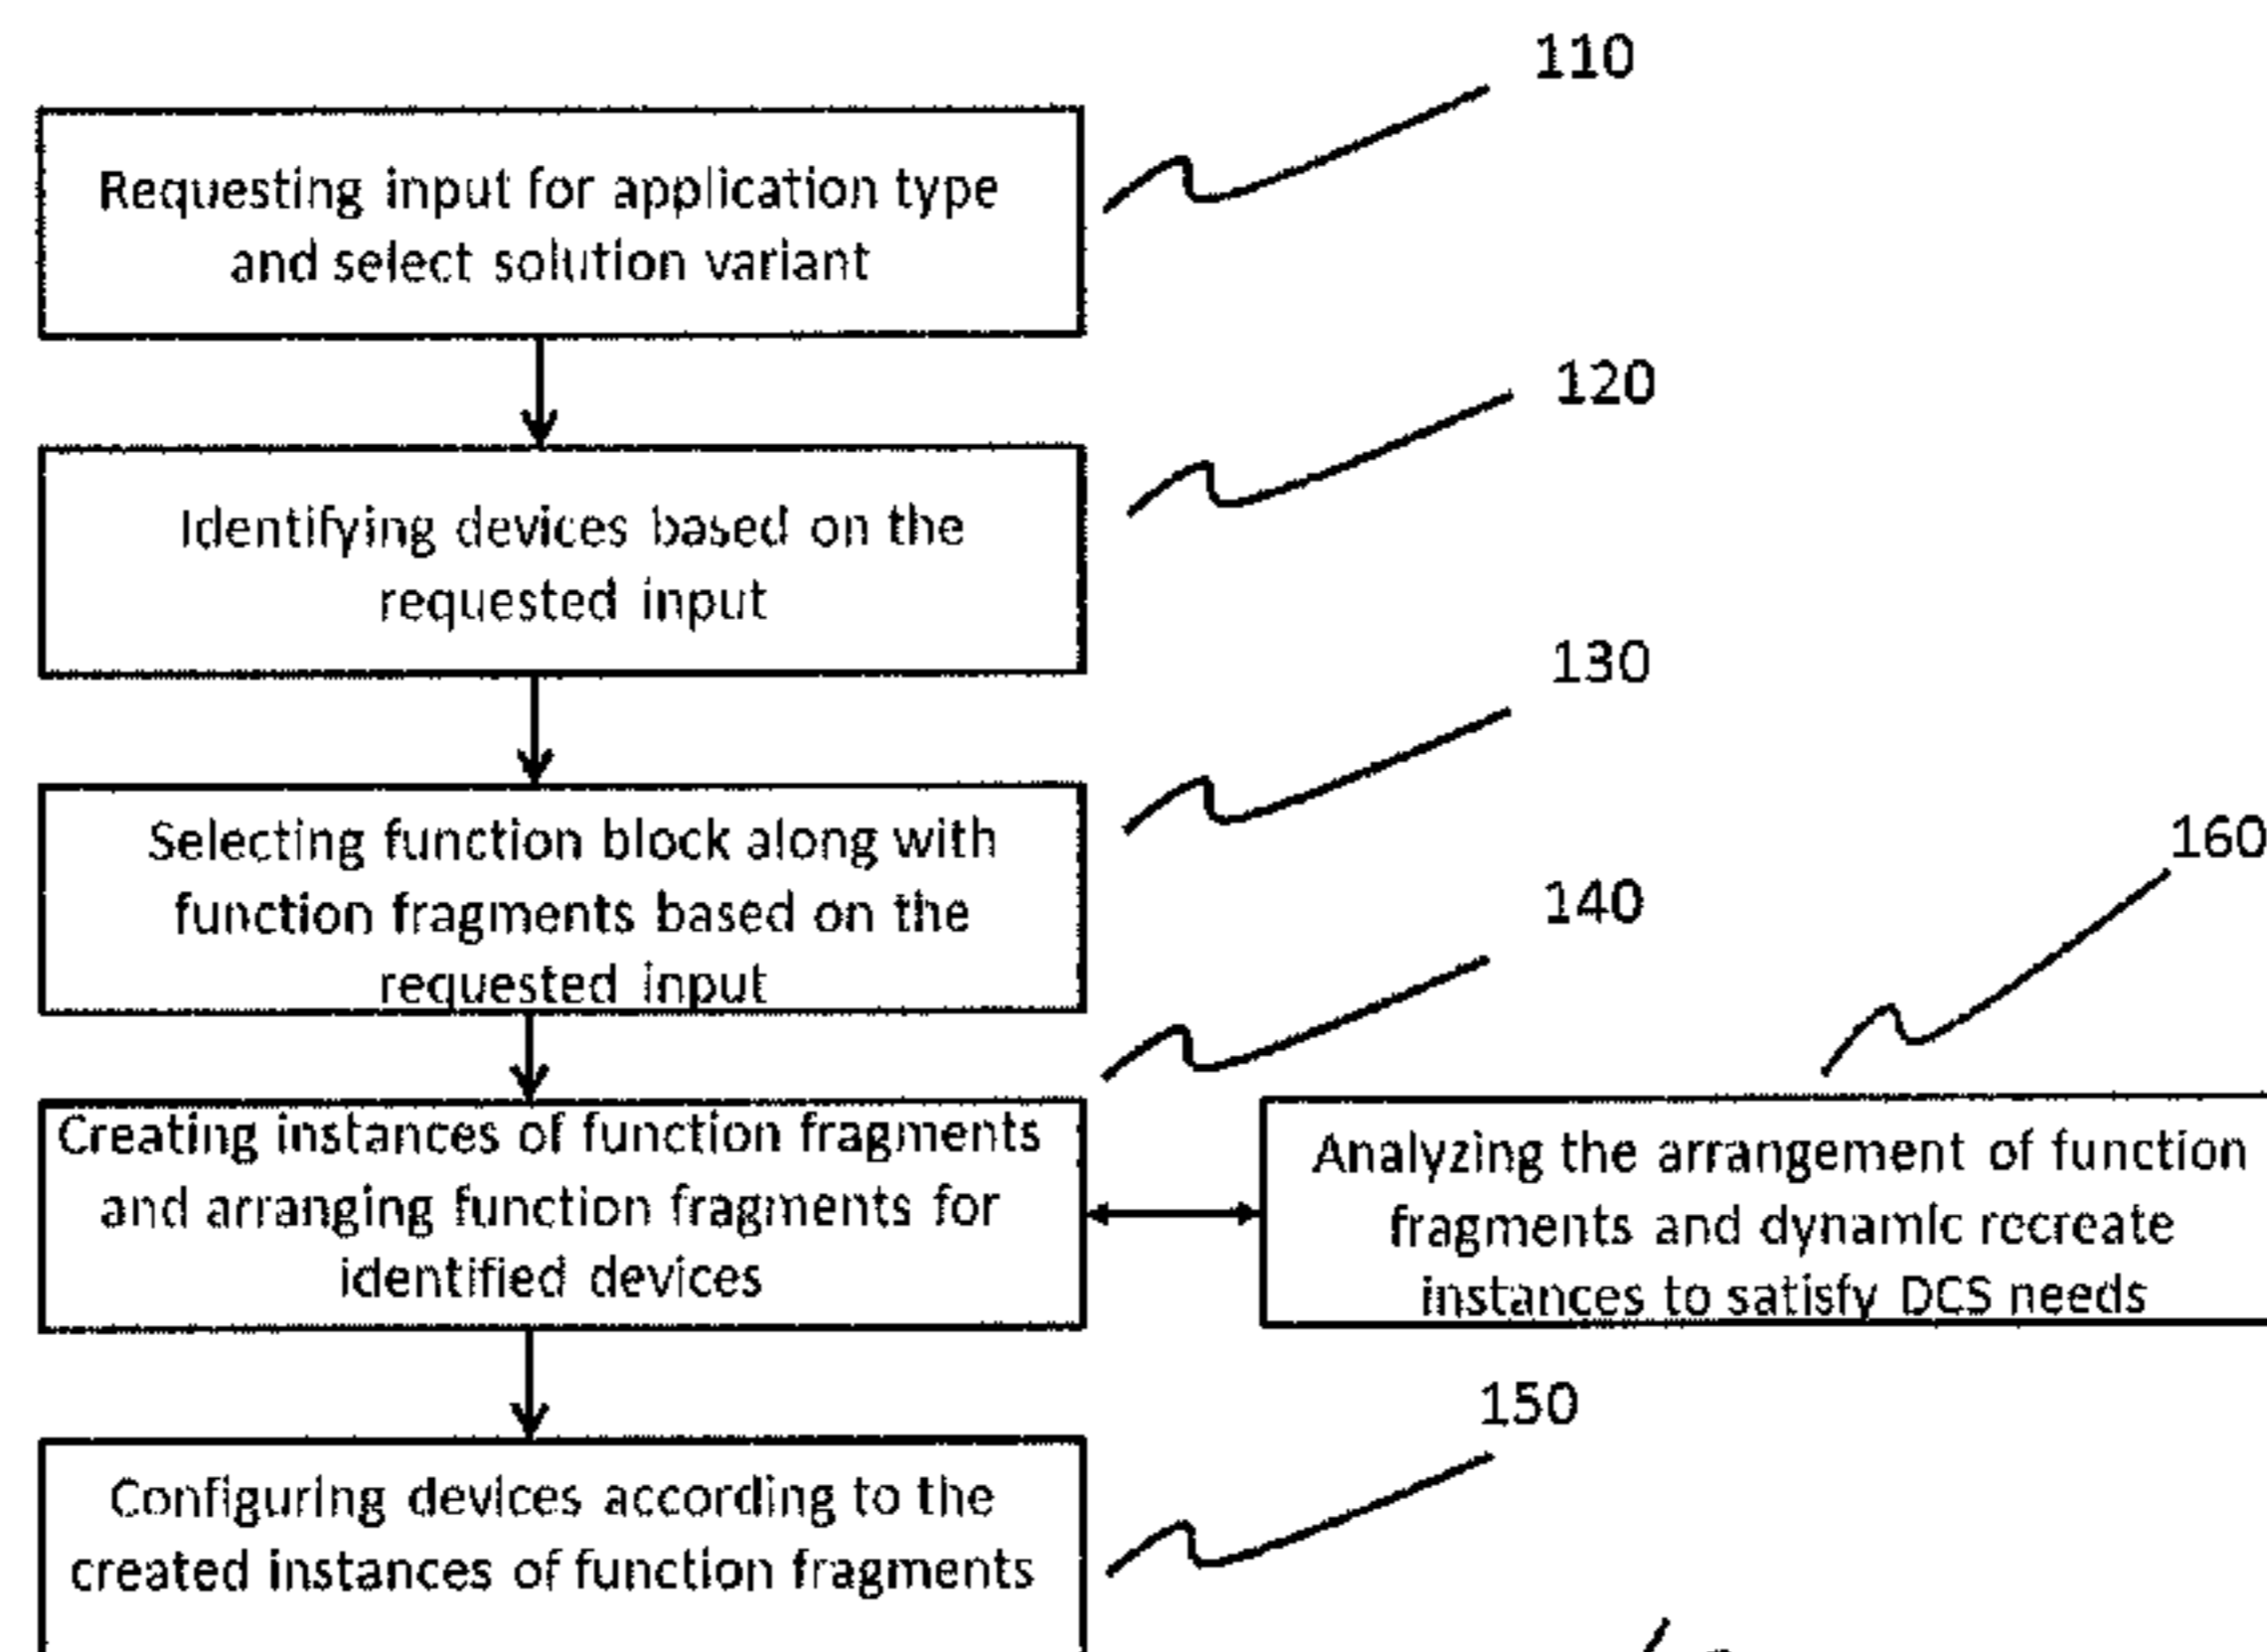 110
Requesting input for application type
and select solution variant
120
Identifying devices based on the
requested input
130
Selecting function block along with
function fragments based on the
requested input
140
160
Creating instances of function fragments
and arranging function fragments for
identified devices
Analyzing the arrangement of function
fragments and dynamic recreate
instances to satisfy DCS needs
150
Configuring devices according to the
created instances of function fragments